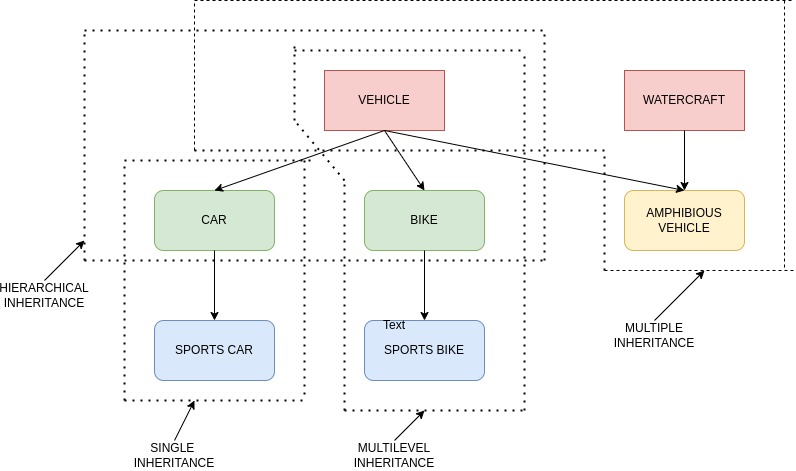 VEHICLE
WATERCRAFT
CAR
BIKE
AMPHIBIOUS
VEHICLE
HIERARCHICAL
INHERITANCE
Text
SPORTS CAR
SPORTS BIKE
MULTIPLE
INHERITANCE
SINGLE
INHERITANCE
MULTILEVEL
INHERITANCE